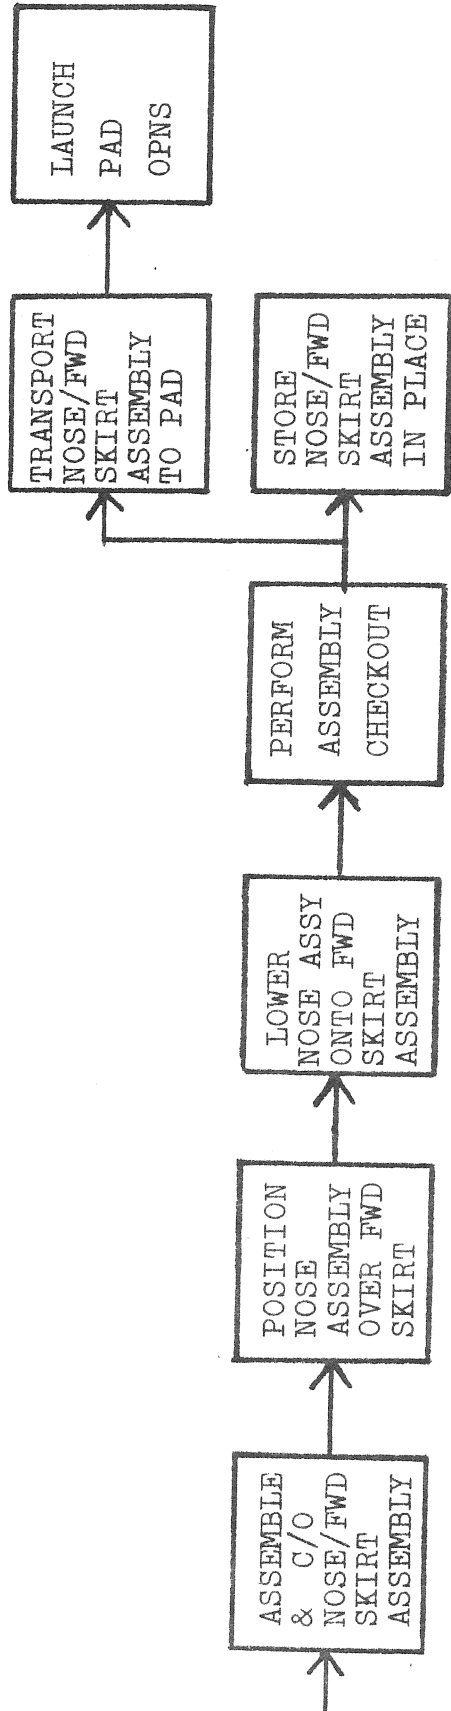 ASSEMBLE
& C/O
NOSE/FWD
SKIRT
ASSEMBLY
POSITION
NOSE
ASSEMBLY
OVER FWD
SKIRT
LOWER
NOSE ASSY
ONTO FWD
SKIRT
ASSEMBLY
PERFORM
ASSEMBLY
CHECKOUT
TRANSPORT
NOSE/FWD
SKIRT
ASSEMBLY
TO PAD
STORE
NOSE/FWD
SKIRT
ASSEMBLY
IN PLACE
LAUNCH
PAD
OPNS